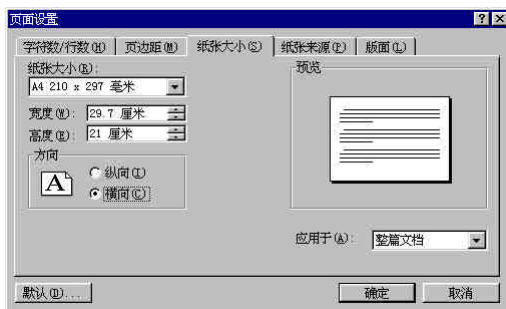 页面设置
字符数/行数(H) 页边距(M) 纸张大小(S) 纸张来源(P) 版面(L)
纸张大小(R): 预览
A4 210 x 297 毫米
宽度(W): 29.7 厘米
高度(E): 21 厘米
方向
A 纵向(T)
横向(C)
应用于(A): 整篇文档
默认(D)... 确定 取消